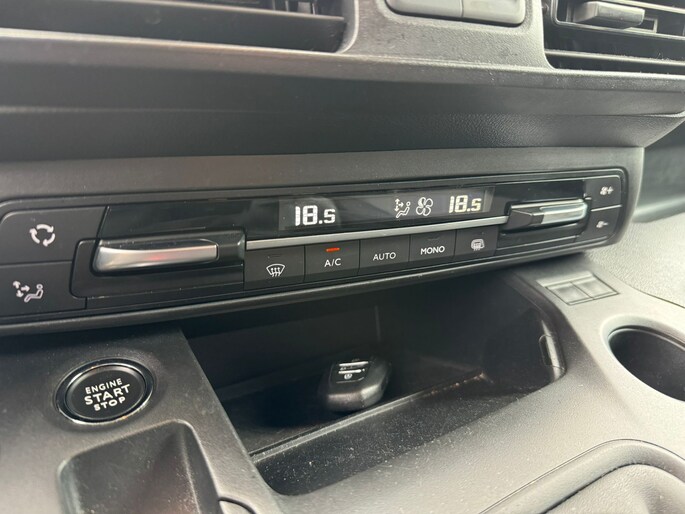 18.5 18.5
A/C AUTO MONO
ENGINE
START
STOP